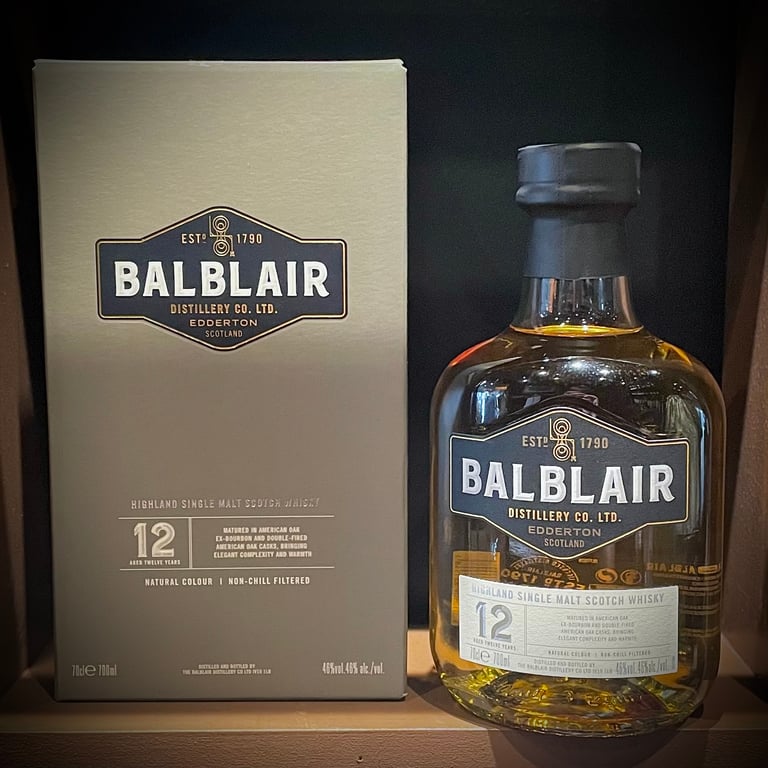 ESTD 1790
BALBLAIR
DISTILLERY CO. LTD.
EDDERTON
SCOTLAND
HIGHLAND SINGLE MALT SCOTCH WHISKY
12
AGED TWELVE YEARS
MATURED IN AMERICAN OAK
EX-BOURBON AND DOUBLE-FIRED
AMERICAN OAK CASKS, BRINGING
ELEGANT COMPLEXITY AND WARMTH
NATURAL COLOUR | NON-CHILL FILTERED
70cl℮700ml
DISTILLED AND BOTTLED BY
THE BALBLAIR DISTILLERY CO LTD IV19 1LB
46%vol.46% alc./vol.
ESTD 1790
BALBLAIR
DISTILLERY CO. LTD.
EDDERTON
SCOTLAND
HIGHLAND SINGLE MALT SCOTCH WHISKY
12
AGED TWELVE YEARS
MATURED IN AMERICAN OAK
EX-BOURBON AND DOUBLE-FIRED
AMERICAN OAK CASKS, BRINGING
ELEGANT COMPLEXITY AND WARMTH
NATURAL COLOUR | NON-CHILL FILTERED
70cl℮700ml
DISTILLED AND BOTTLED BY
THE BALBLAIR DISTILLERY CO LTD IV19 1LB
46%vol.46%alc./vol.